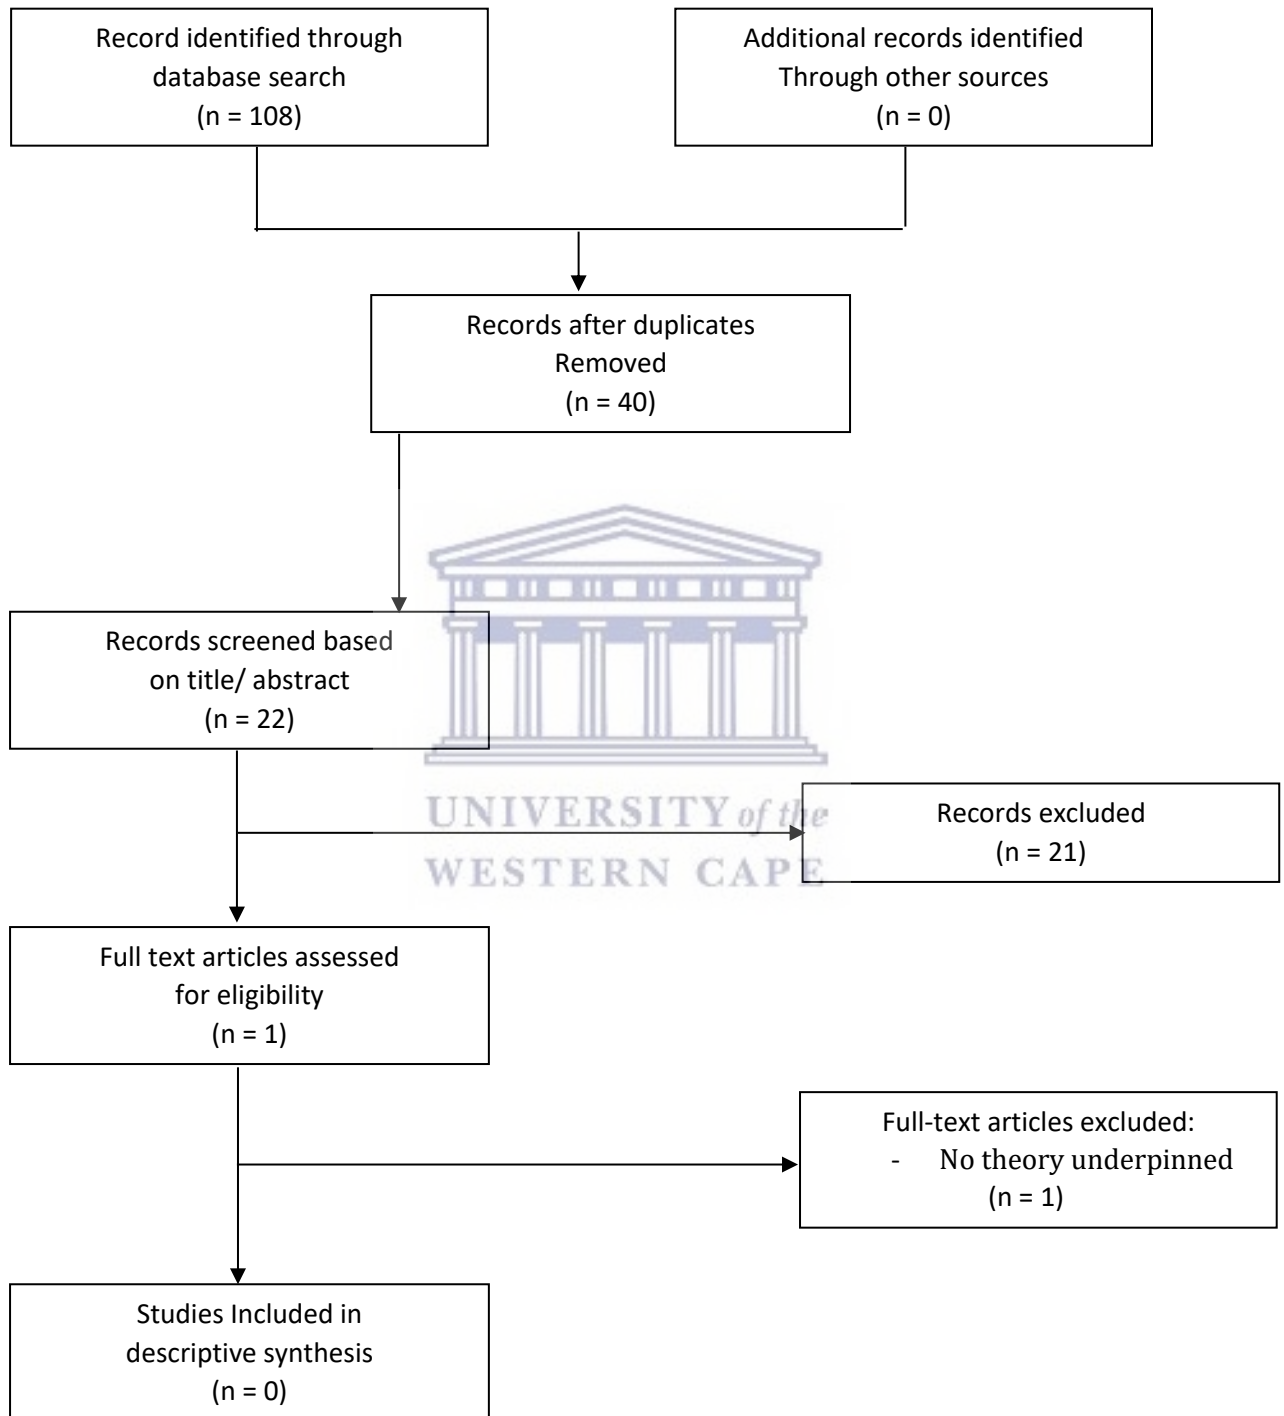 Record identified through
database search
(n = 108)
Additional records identified
Through other sources
(n = 0)
Records after duplicates
Removed
(n = 40)
Records screened based
on title/ abstract
(n = 22)
UNIVERSITY of the
WESTERN CAPE
Records excluded
(n = 21)
Full text articles assessed
for eligibility
(n = 1)
Full-text articles excluded:
- No theory underpinned
(n = 1)
Studies Included in
descriptive synthesis
(n = 0)